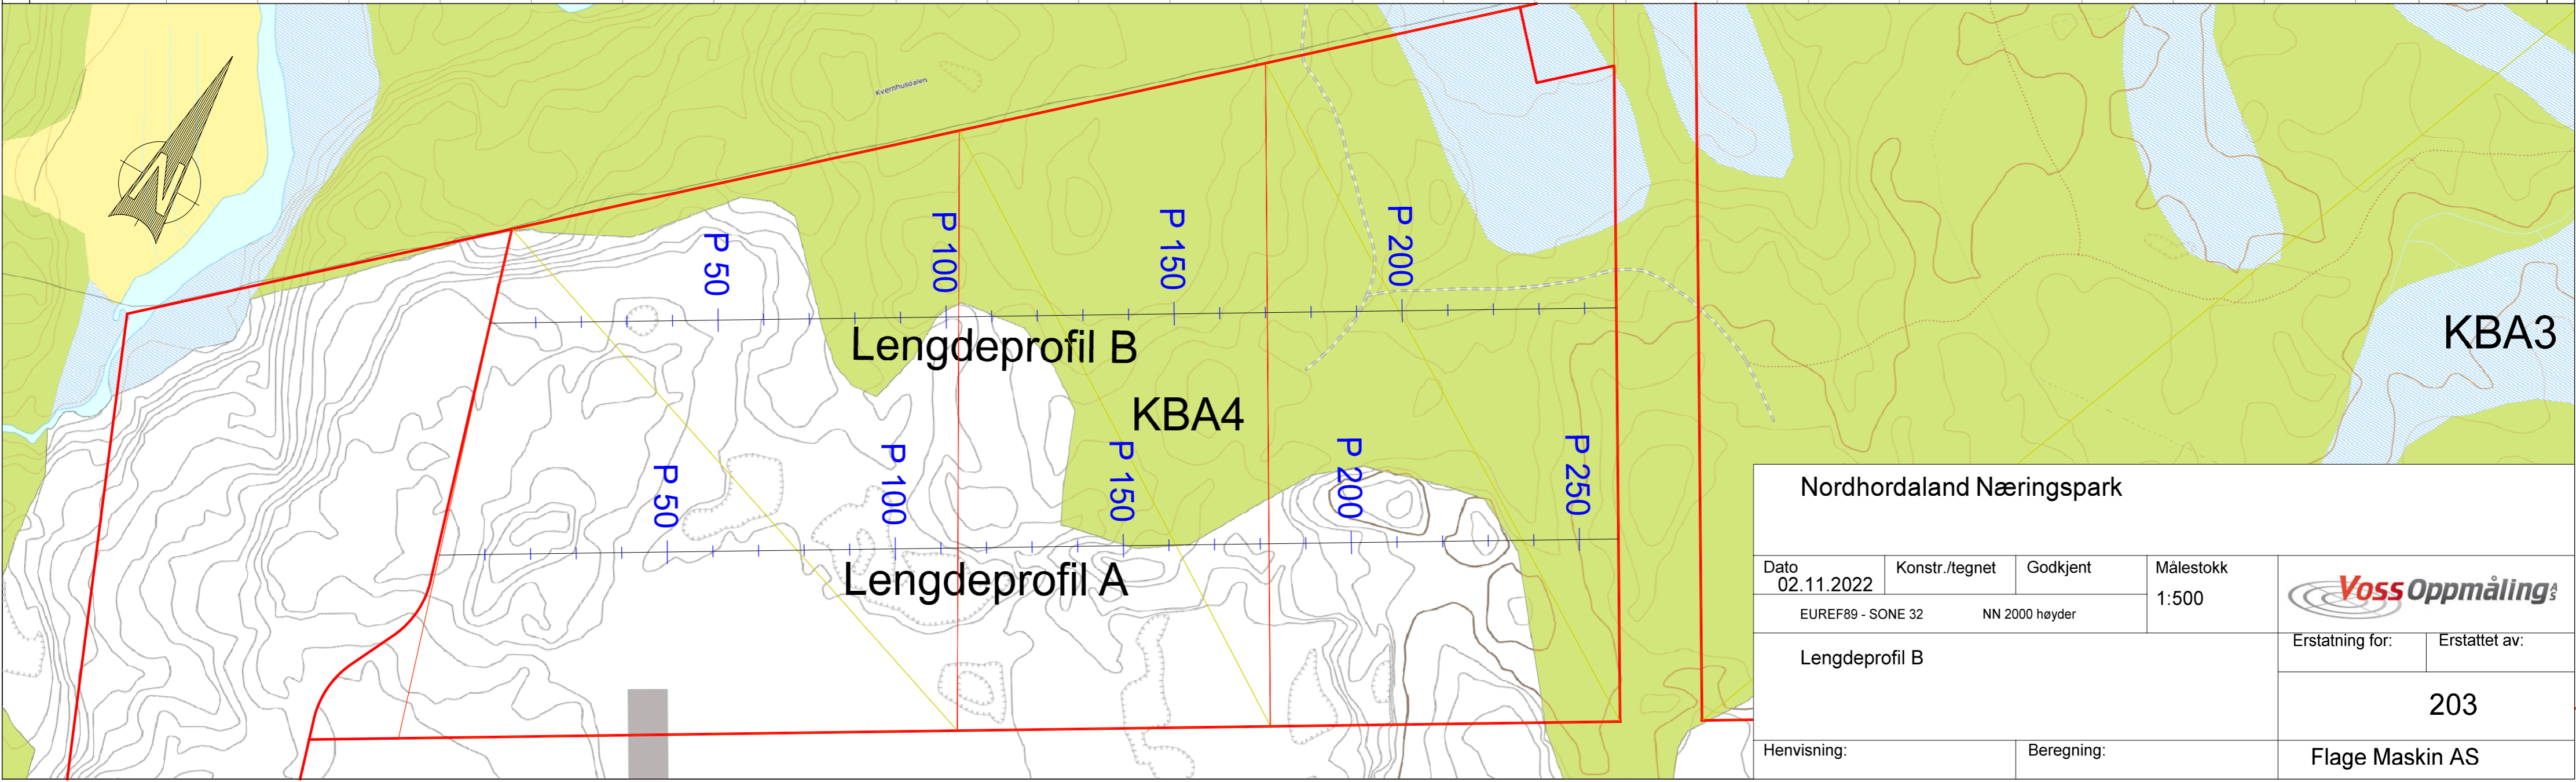 Kvernhusdalen
N
P 50
P 100
P 150
P 200
Lengdeprofil B
KBA4
KBA3
P 50
P 100
P 150
P 200
P 250
Lengdeprofil A
Nordhordaland Næringspark
Dato
02.11.2022
Konstr./tegnet
Godkjent
Målestokk
1:500
EUREF89 - SONE 32 NN 2000 høyder
Voss Oppmåling AS
Erstatning for:
Erstattet av:
Lengdeprofil B
203
Henvisning:
Beregning:
Flage Maskin AS